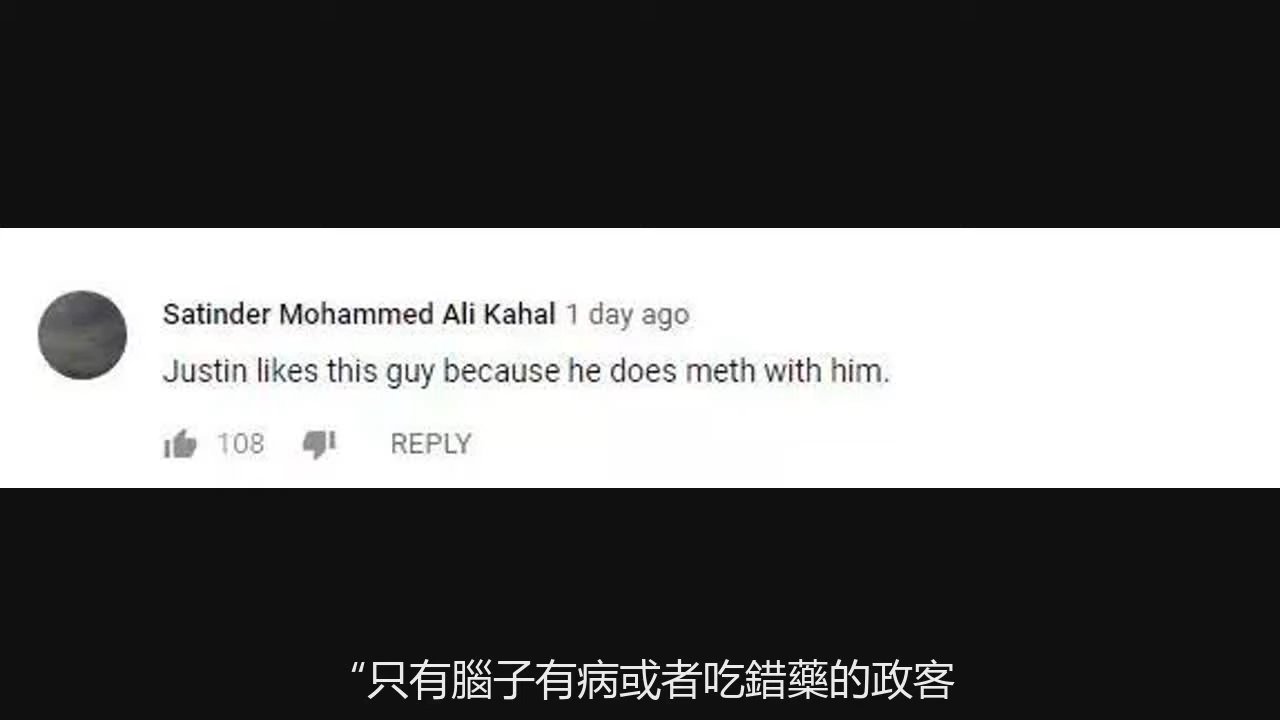 Satinder Mohammed Ali Kahal 1 day ago
Justin likes this guy because he does meth with him.
108 REPLY
“只有腦子有病或者吃錯藥的政客